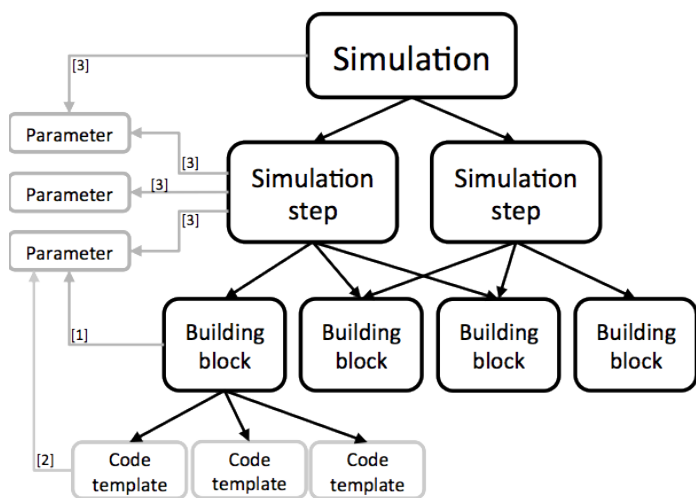 Simulation
[3]
Parameter
[3]
Parameter
[3]
[3]
Parameter
Simulation
step
Simulation
step
[1]
Building
block
Building
block
Building
block
Building
block
[2]
Code
template
Code
template
Code
template